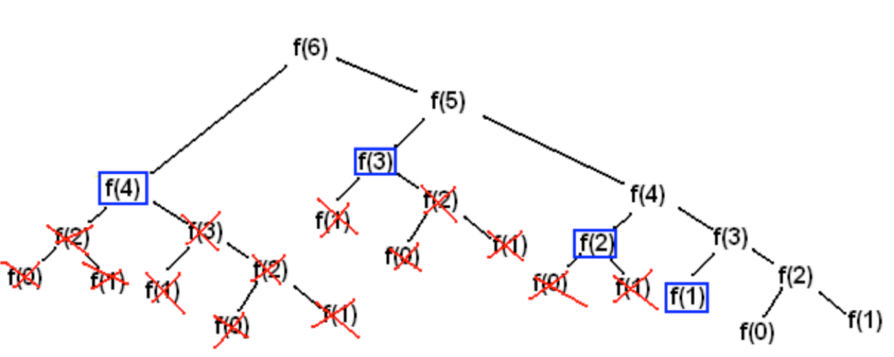 f(6)
f(5)
f(3)
f(4) f(4)
f(2) f(3) f(1) f(2) f(2) f(3)
f(0) f(1) f(1) f(2) f(0) f(1) f(0) f(1) f(1) f(2)
f(0) f(1) f(0) f(1)